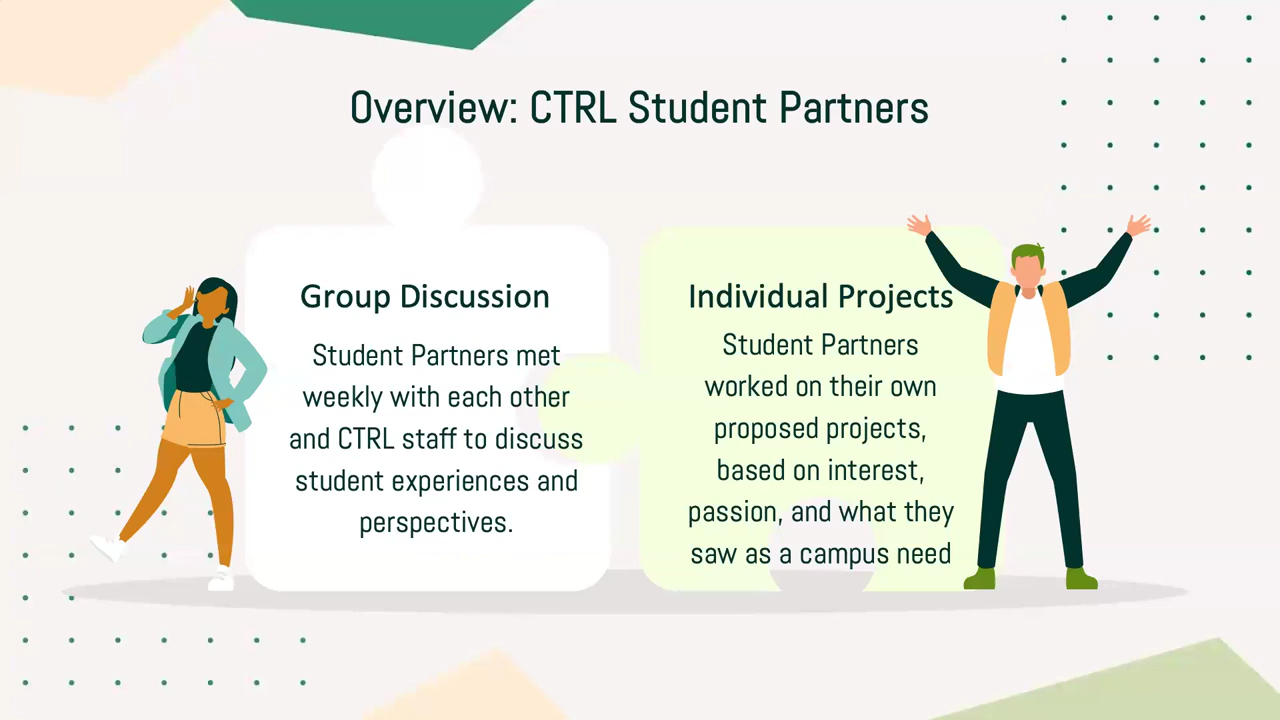 Overview: CTRL Student Partners
Group Discussion
Student Partners met
weekly with each other
and CTRL staff to discuss
student experiences and
perspectives.
Individual Projects
Student Partners
worked on their own
proposed projects,
based on interest,
passion, and what they
saw as a campus need